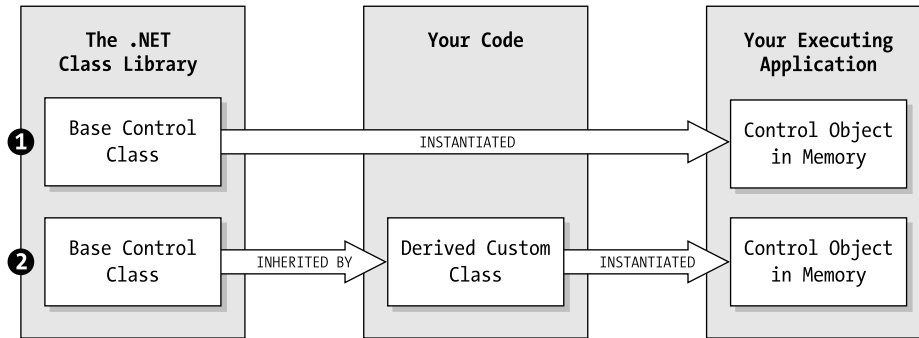 The .NET
Class Library
Your Code
Your Executing
Application
1
Base Control
Class
INSTANTIATED
Control Object
in Memory
2
Base Control
Class
INHERITED BY
Derived Custom
Class
INSTANTIATED
Control Object
in Memory